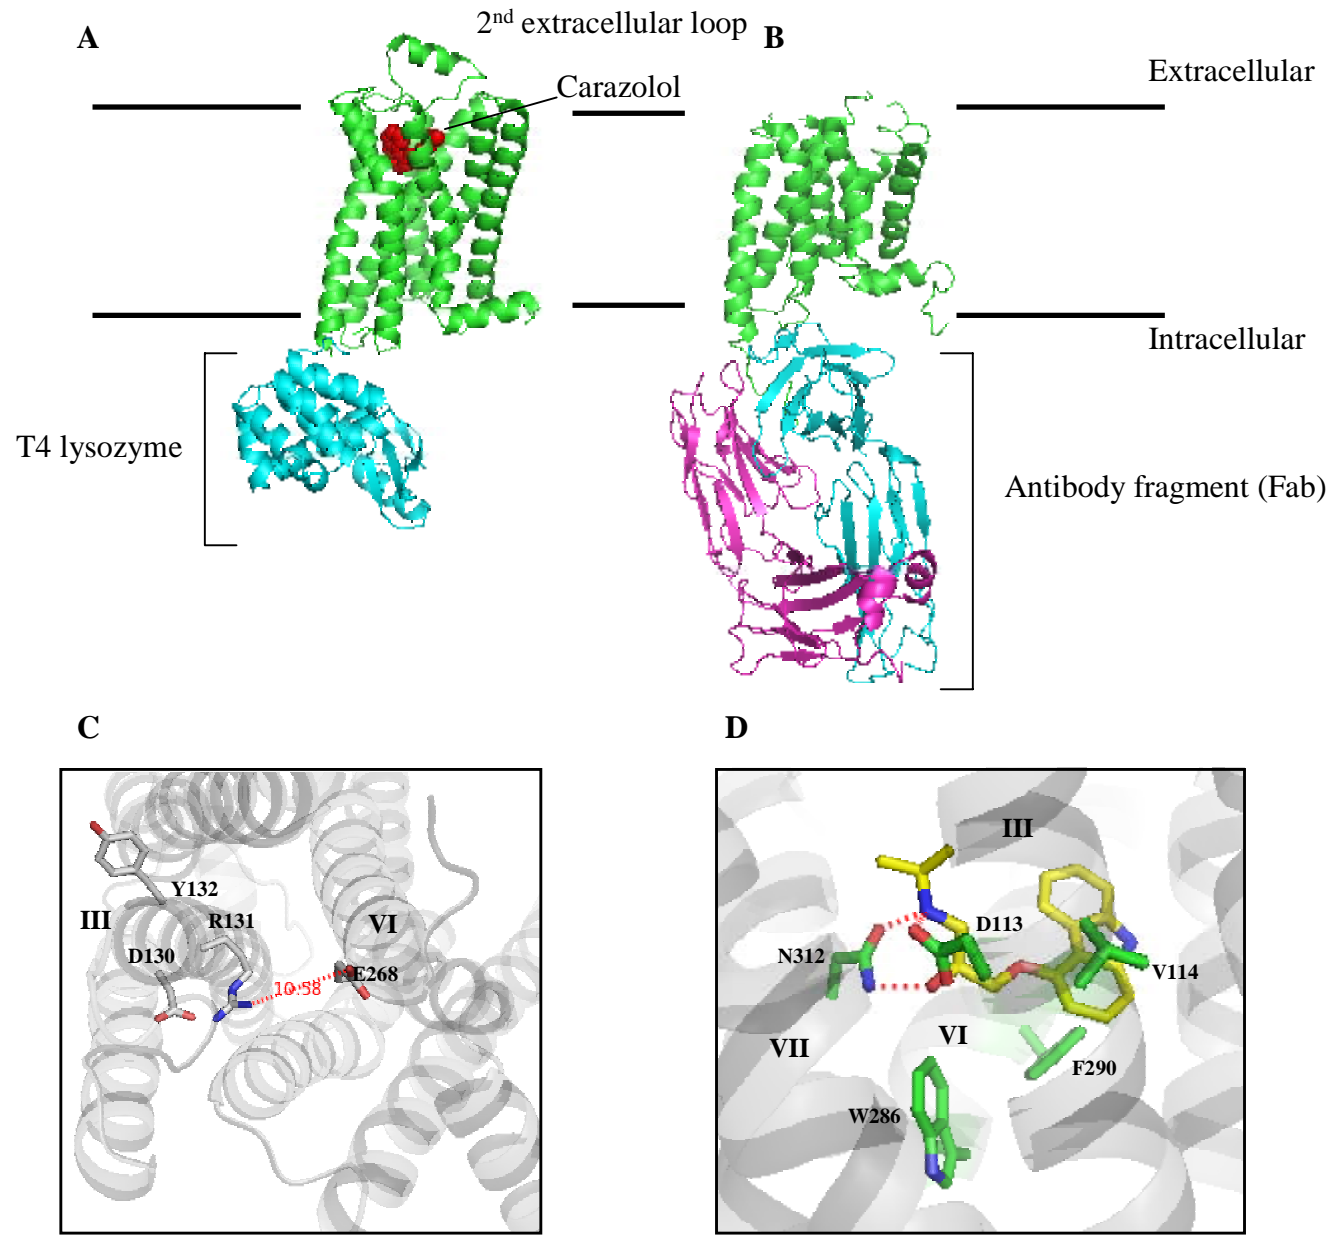 A
2nd extracellular loop
B
Carazolol
Extracellular
Intracellular
T4 lysozyme
Antibody fragment (Fab)
C
D
Y132
III
R131
VI
D130
E268
10.58
III
D113
N312
V114
VI
VII
F290
W286